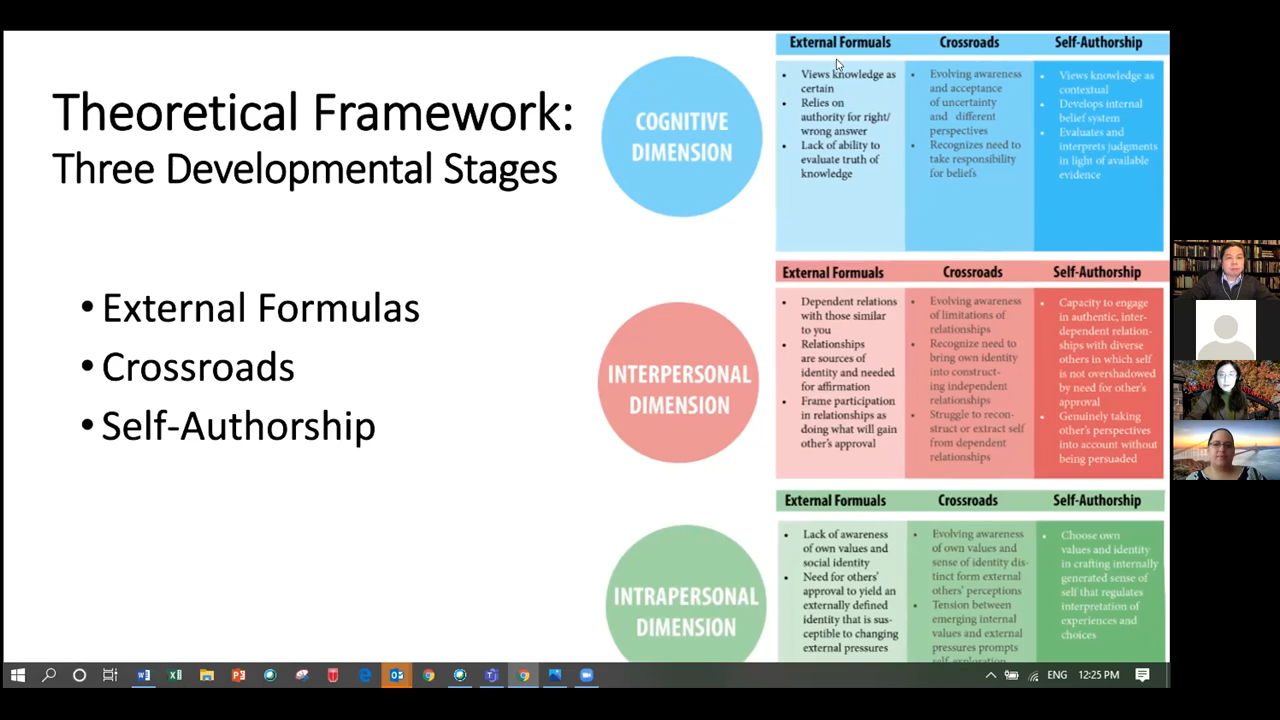 Theoretical Framework:
Three Developmental Stages
• External Formulas
• Crossroads
• Self-Authorship
COGNITIVE
DIMENSION
External Formuals
• Views knowledge as
certain
• Relies on
authority for right/
wrong answer
• Lack of ability to
evaluate truth of
knowledge
Crossroads
• Evolving awareness
and acceptance
of uncertainty
and different
perspectives
• Recognizes need to
take responsibility
for beliefs
Self-Authorship
• Views knowledge as
contextual
• Develops internal
belief system
• Evaluates and
interprets judgments
in light of available
evidence
INTERPERSONAL
DIMENSION
External Formuals
• Dependent relations
with those similar
to you
• Relationships
are sources of
identity and needed
for affirmation
• Frame participation
in relationships as
doing what will gain
other's approval
Crossroads
• Evolving awareness
of limitations of
relationships
• Recognize need to
bring own identity
into construct-
ing independent
relationships
• Struggle to recon-
struct or extract self
from dependent
relationships
Self-Authorship
• Capacity to engage
in authentic, inter-
dependent relation-
ships with diverse
others in which self
is not overshadowed
by need for other's
approval
• Genuinely taking
other's perspectives
into account without
being persuaded
INTRAPERSONAL
DIMENSION
External Formuals
• Lack of awareness
of own values and
social identity
• Need for others'
approval to yield an
externally defined
identity that is sus-
ceptible to changing
external pressures
Crossroads
• Evolving awareness
of own values and
sense of identity dis-
tinct form external
others' perceptions
• Tension between
emerging internal
values and external
pressures prompts
self-exploration
Self-Authorship
• Choose own
values and identity
in crafting internally
generated sense of
self that regulates
interpretation of
experiences and
choices
ENG
12:25 PM